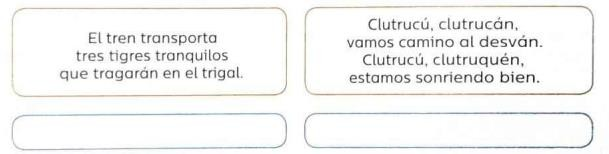 El tren transporta
tres tigres tranquilos
que tragarán en el trigal.
Clutrucú, clutrucán,
vamos camino al desván.
Clutrucú, clutruquén,
estamos sonriendo bien.